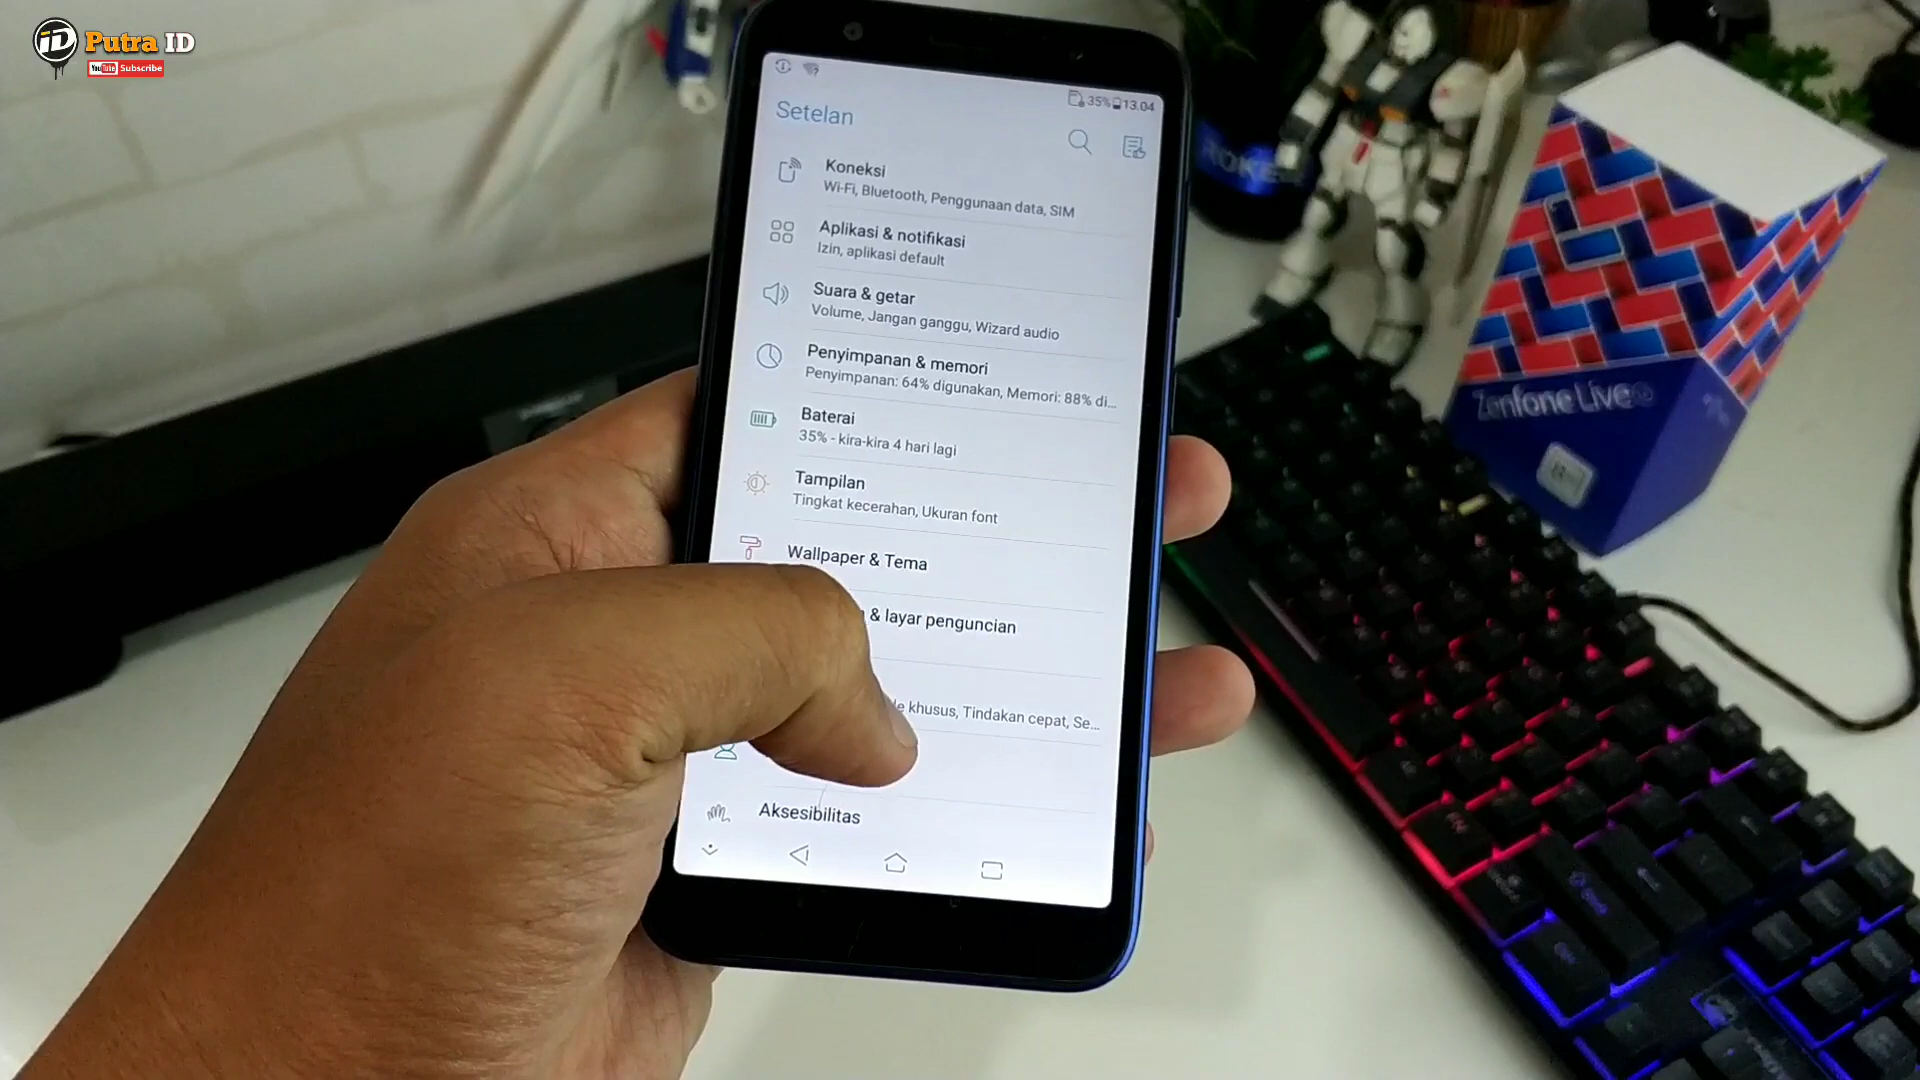 iD Putra ID
YouTube Subscribe
35% 13.04
Setelan
Koneksi
Wi-Fi, Bluetooth, Penggunaan data, SIM
Aplikasi & notifikasi
Izin, aplikasi default
Suara & getar
Volume, Jangan ganggu, Wizard audio
Penyimpanan & memori
Penyimpanan: 64% digunakan, Memori: 88% di...
Baterai
35% - kira-kira 4 hari lagi
Tampilan
Tingkat kecerahan, Ukuran font
Wallpaper & Tema
& layar penguncian
khusus, Tindakan cepat, Se...
Aksesibilitas
Zenfone Live